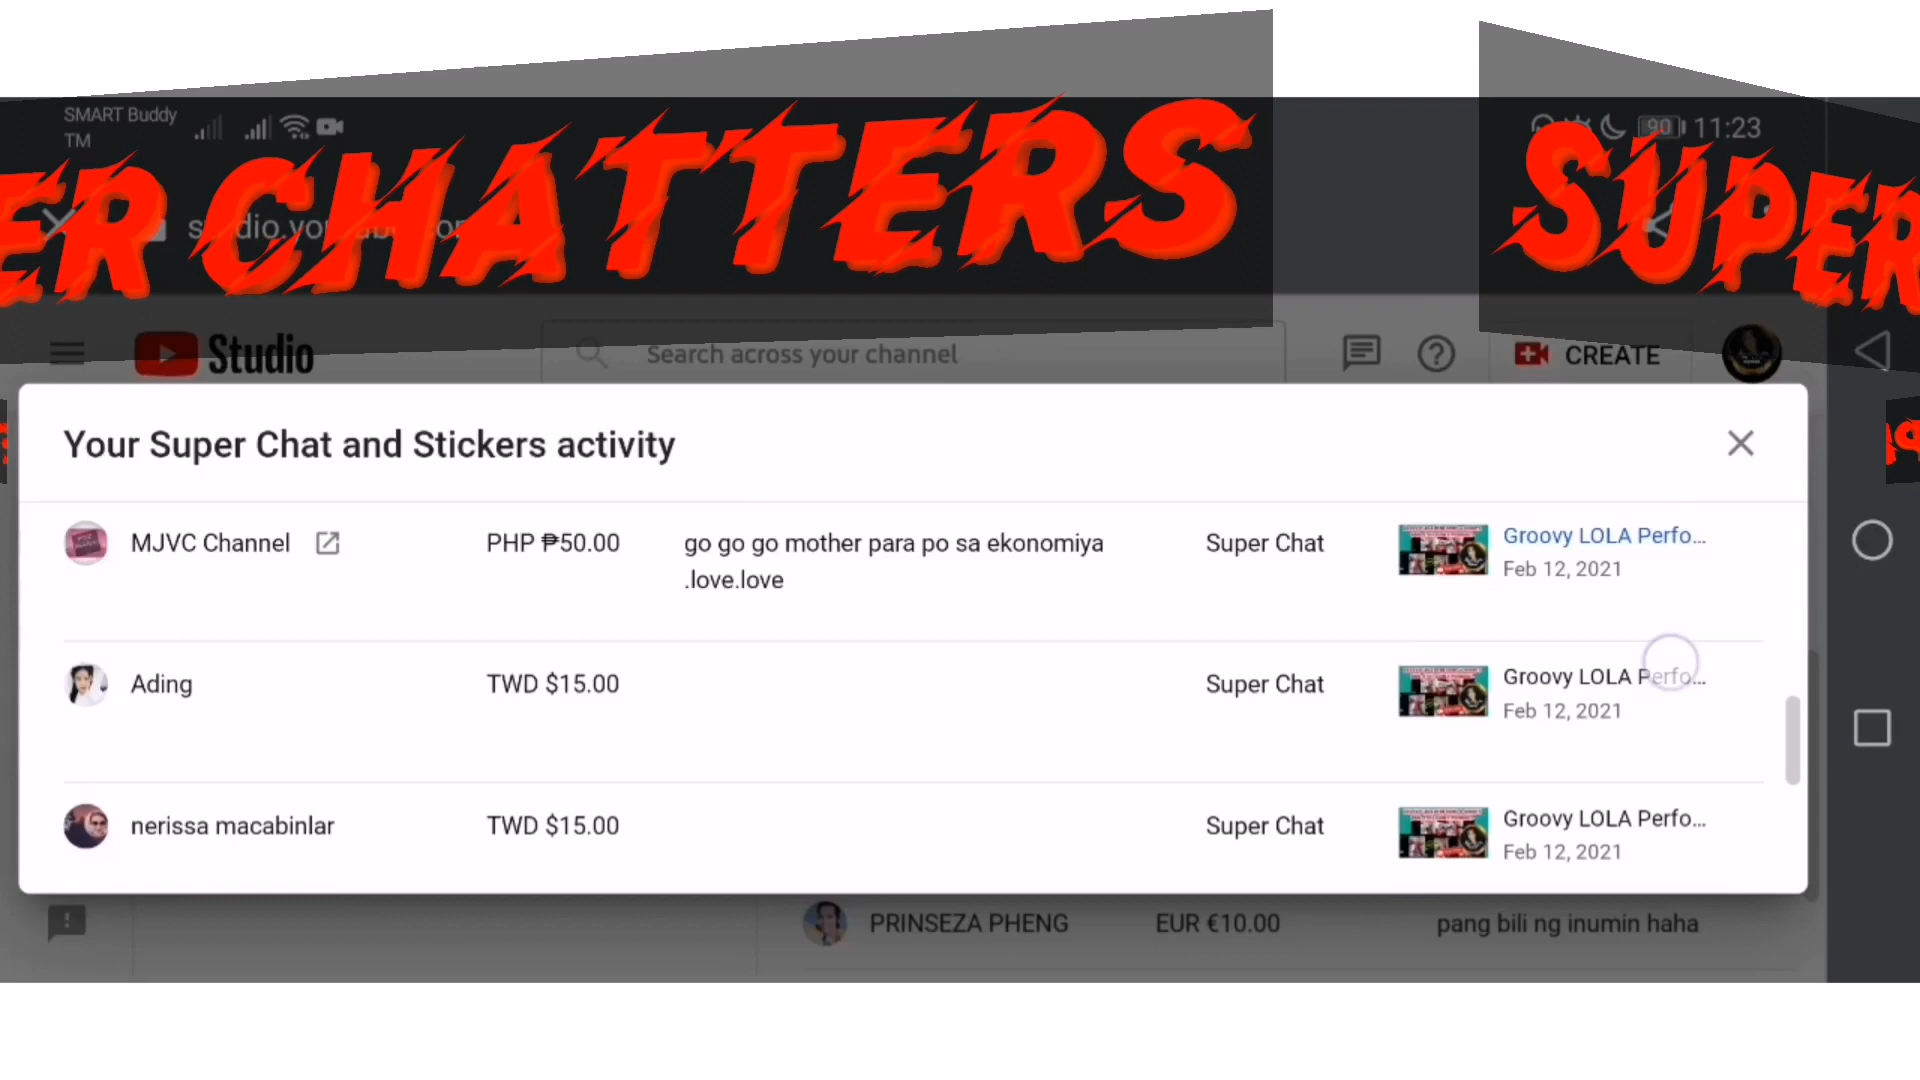 SMART Buddy
TM
90 11:23
ER CHATTERS
SUPER
Studio
Search across your channel
CREATE
Your Super Chat and Stickers activity
MJVC Channel PHP ₱50.00 go go go mother para po sa ekonomiya Super Chat Groovy LOLA Perfo...
.love.love Feb 12, 2021
Ading TWD $15.00 Super Chat Groovy LOLA Perfo...
Feb 12, 2021
nerissa macabinlar TWD $15.00 Super Chat Groovy LOLA Perfo...
Feb 12, 2021
PRINSEZA PHENG EUR €10.00 pang bili ng inumin haha